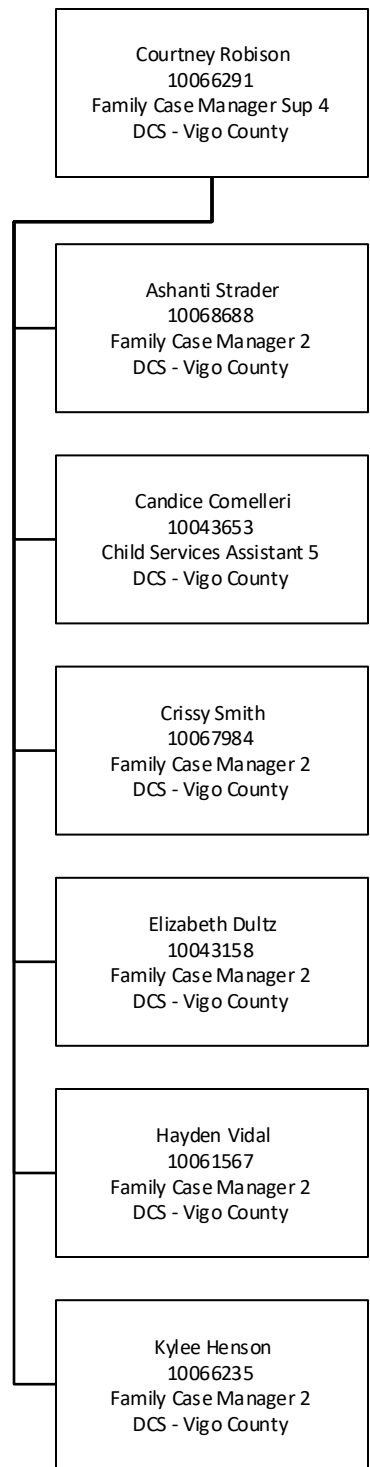 Courtney Robison
10066291
Family Case Manager Sup 4
DCS - Vigo County
Ashanti Strader
10068688
Family Case Manager 2
DCS - Vigo County
Candice Comelleri
10043653
Child Services Assistant 5
DCS - Vigo County
Crissy Smith
10067984
Family Case Manager 2
DCS - Vigo County
Elizabeth Dultz
10043158
Family Case Manager 2
DCS - Vigo County
Hayden Vidal
10061567
Family Case Manager 2
DCS - Vigo County
Kylee Henson
10066235
Family Case Manager 2
DCS - Vigo County